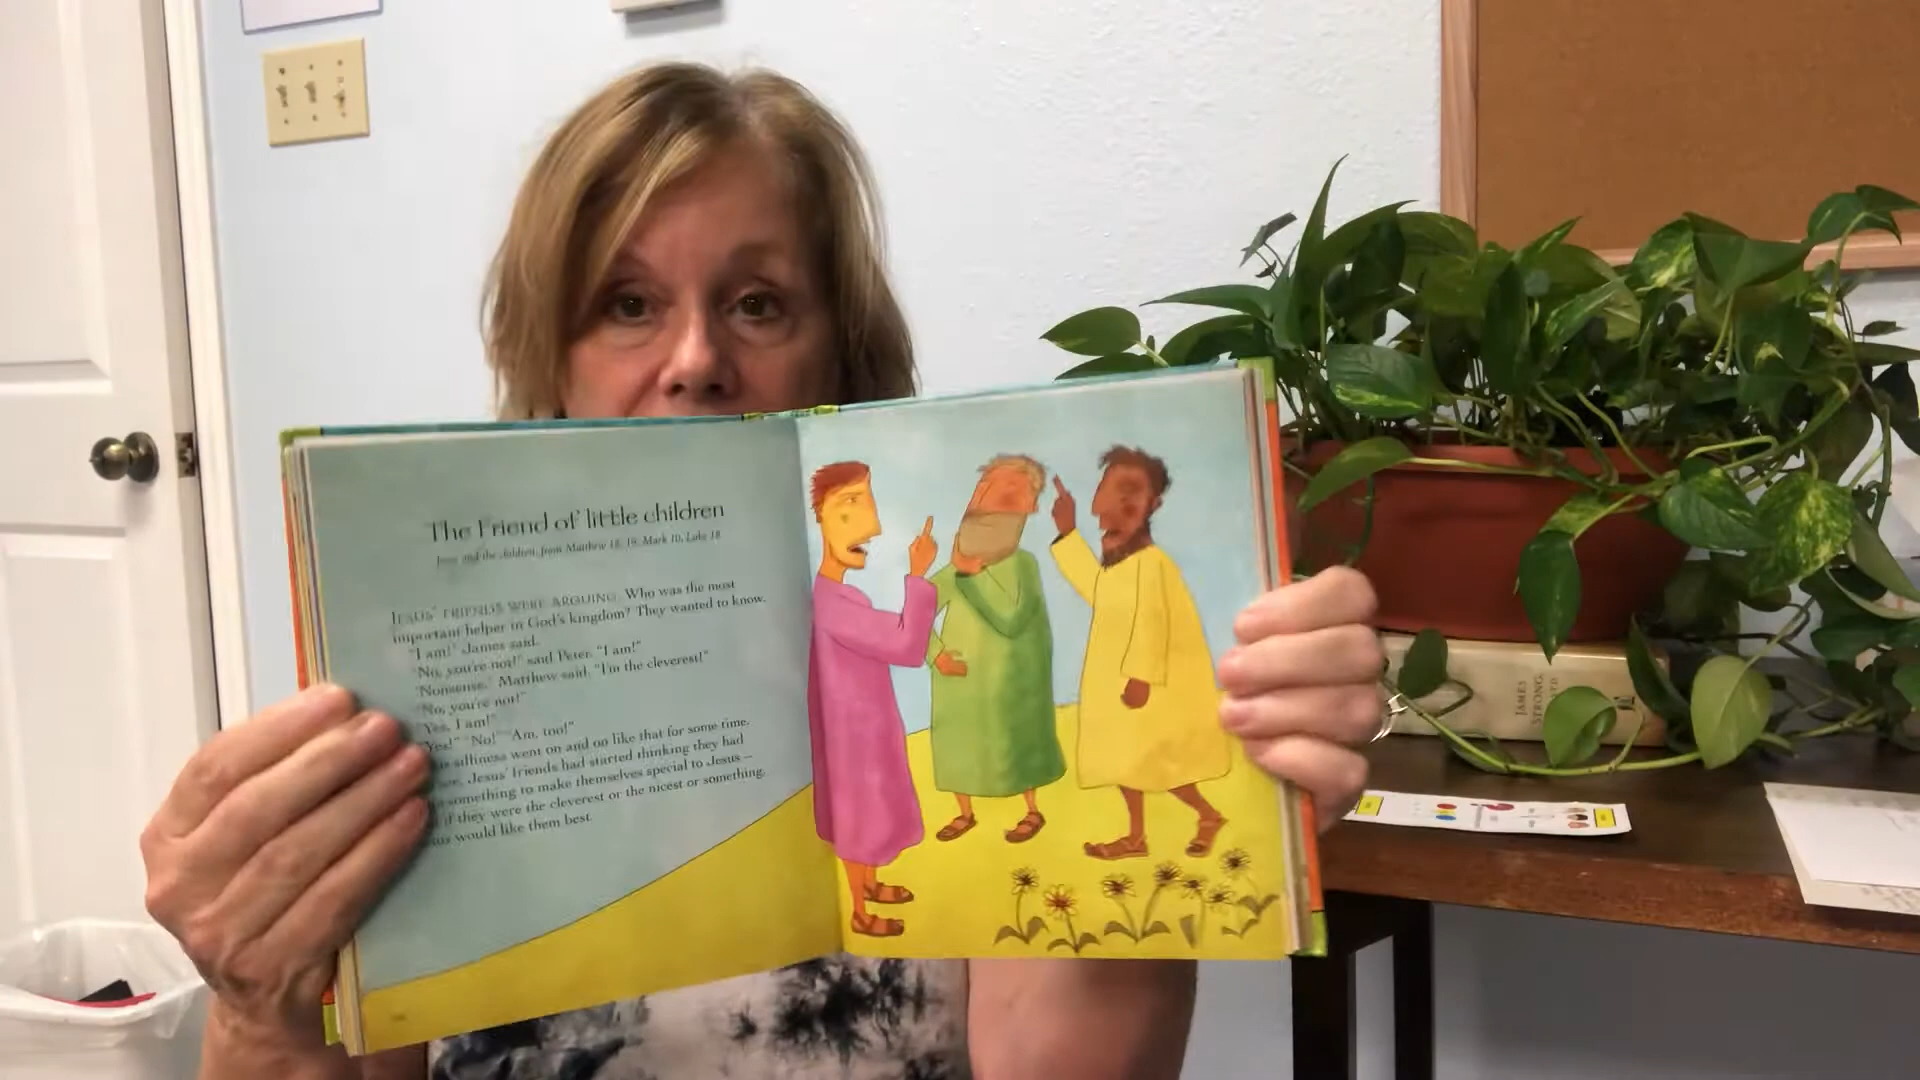 The Friend of little children
Jesus and the children, from Matthew 18, 19, Mark 10, Luke 18
JESUS' FRIENDS WERE ARGUING. Who was the most
important helper in God's kingdom? They wanted to know.
"I am!" James said.
"No, you're not!" said Peter. "I am!"
"Nonsense." Matthew said. "I'm the cleverest!"
"No, you're not!"
"Yes, I am!"
"Yes!" "No!" "Am, too!"
silliness went on and on like that for some time.
Jesus' friends had started thinking they had
something to make themselves special to Jesus –
if they were the cleverest or the nicest or something,
would like them best.
JAMES
STRONG,